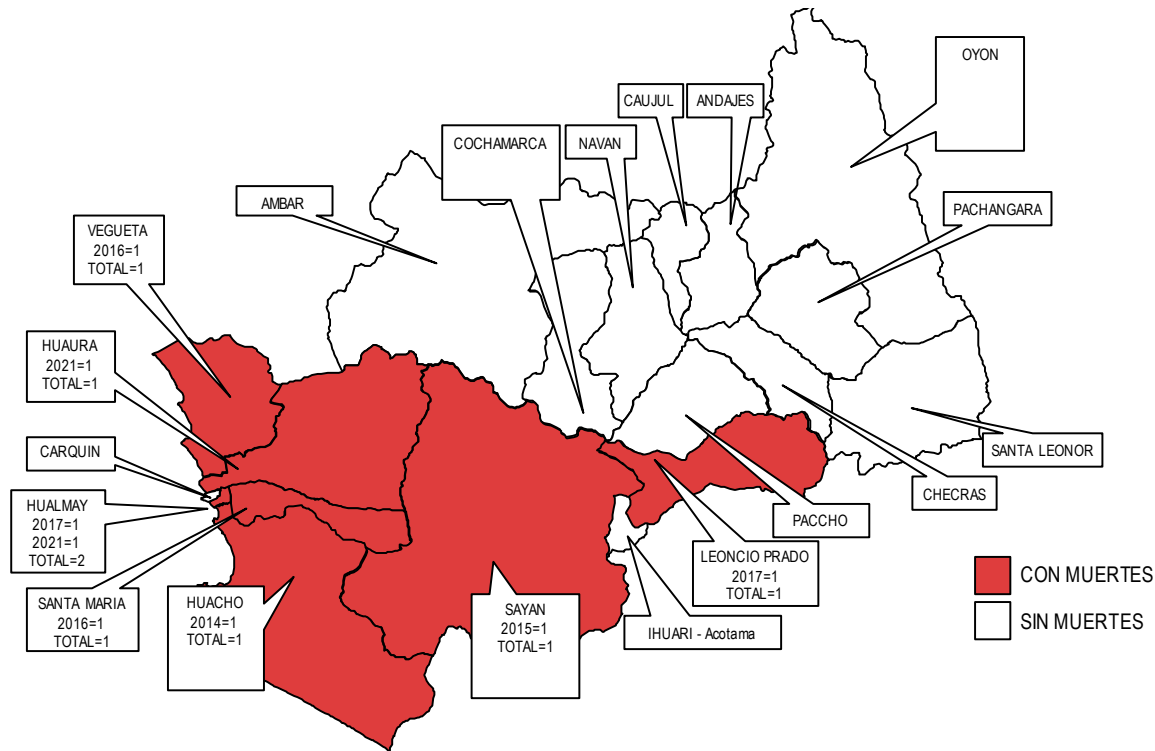 OYON
CAUJUL
ANDAJES
COCHAMARCA
NAVAN
AMBAR
PACHANGARA
VEGUETA
2016=1
TOTAL=1
HUAURA
2021=1
TOTAL=1
CARQUIN
SANTA LEONOR
CHECRAS
HUALMAY
2017=1
2021=1
TOTAL=2
PACCHO
LEONCIO PRADO
2017=1
TOTAL=1
SANTA MARIA
2016=1
TOTAL=1
HUACHO
2014=1
TOTAL=1
SAYAN
2015=1
TOTAL=1
IHUARI - Acotama
CON MUERTES
SIN MUERTES